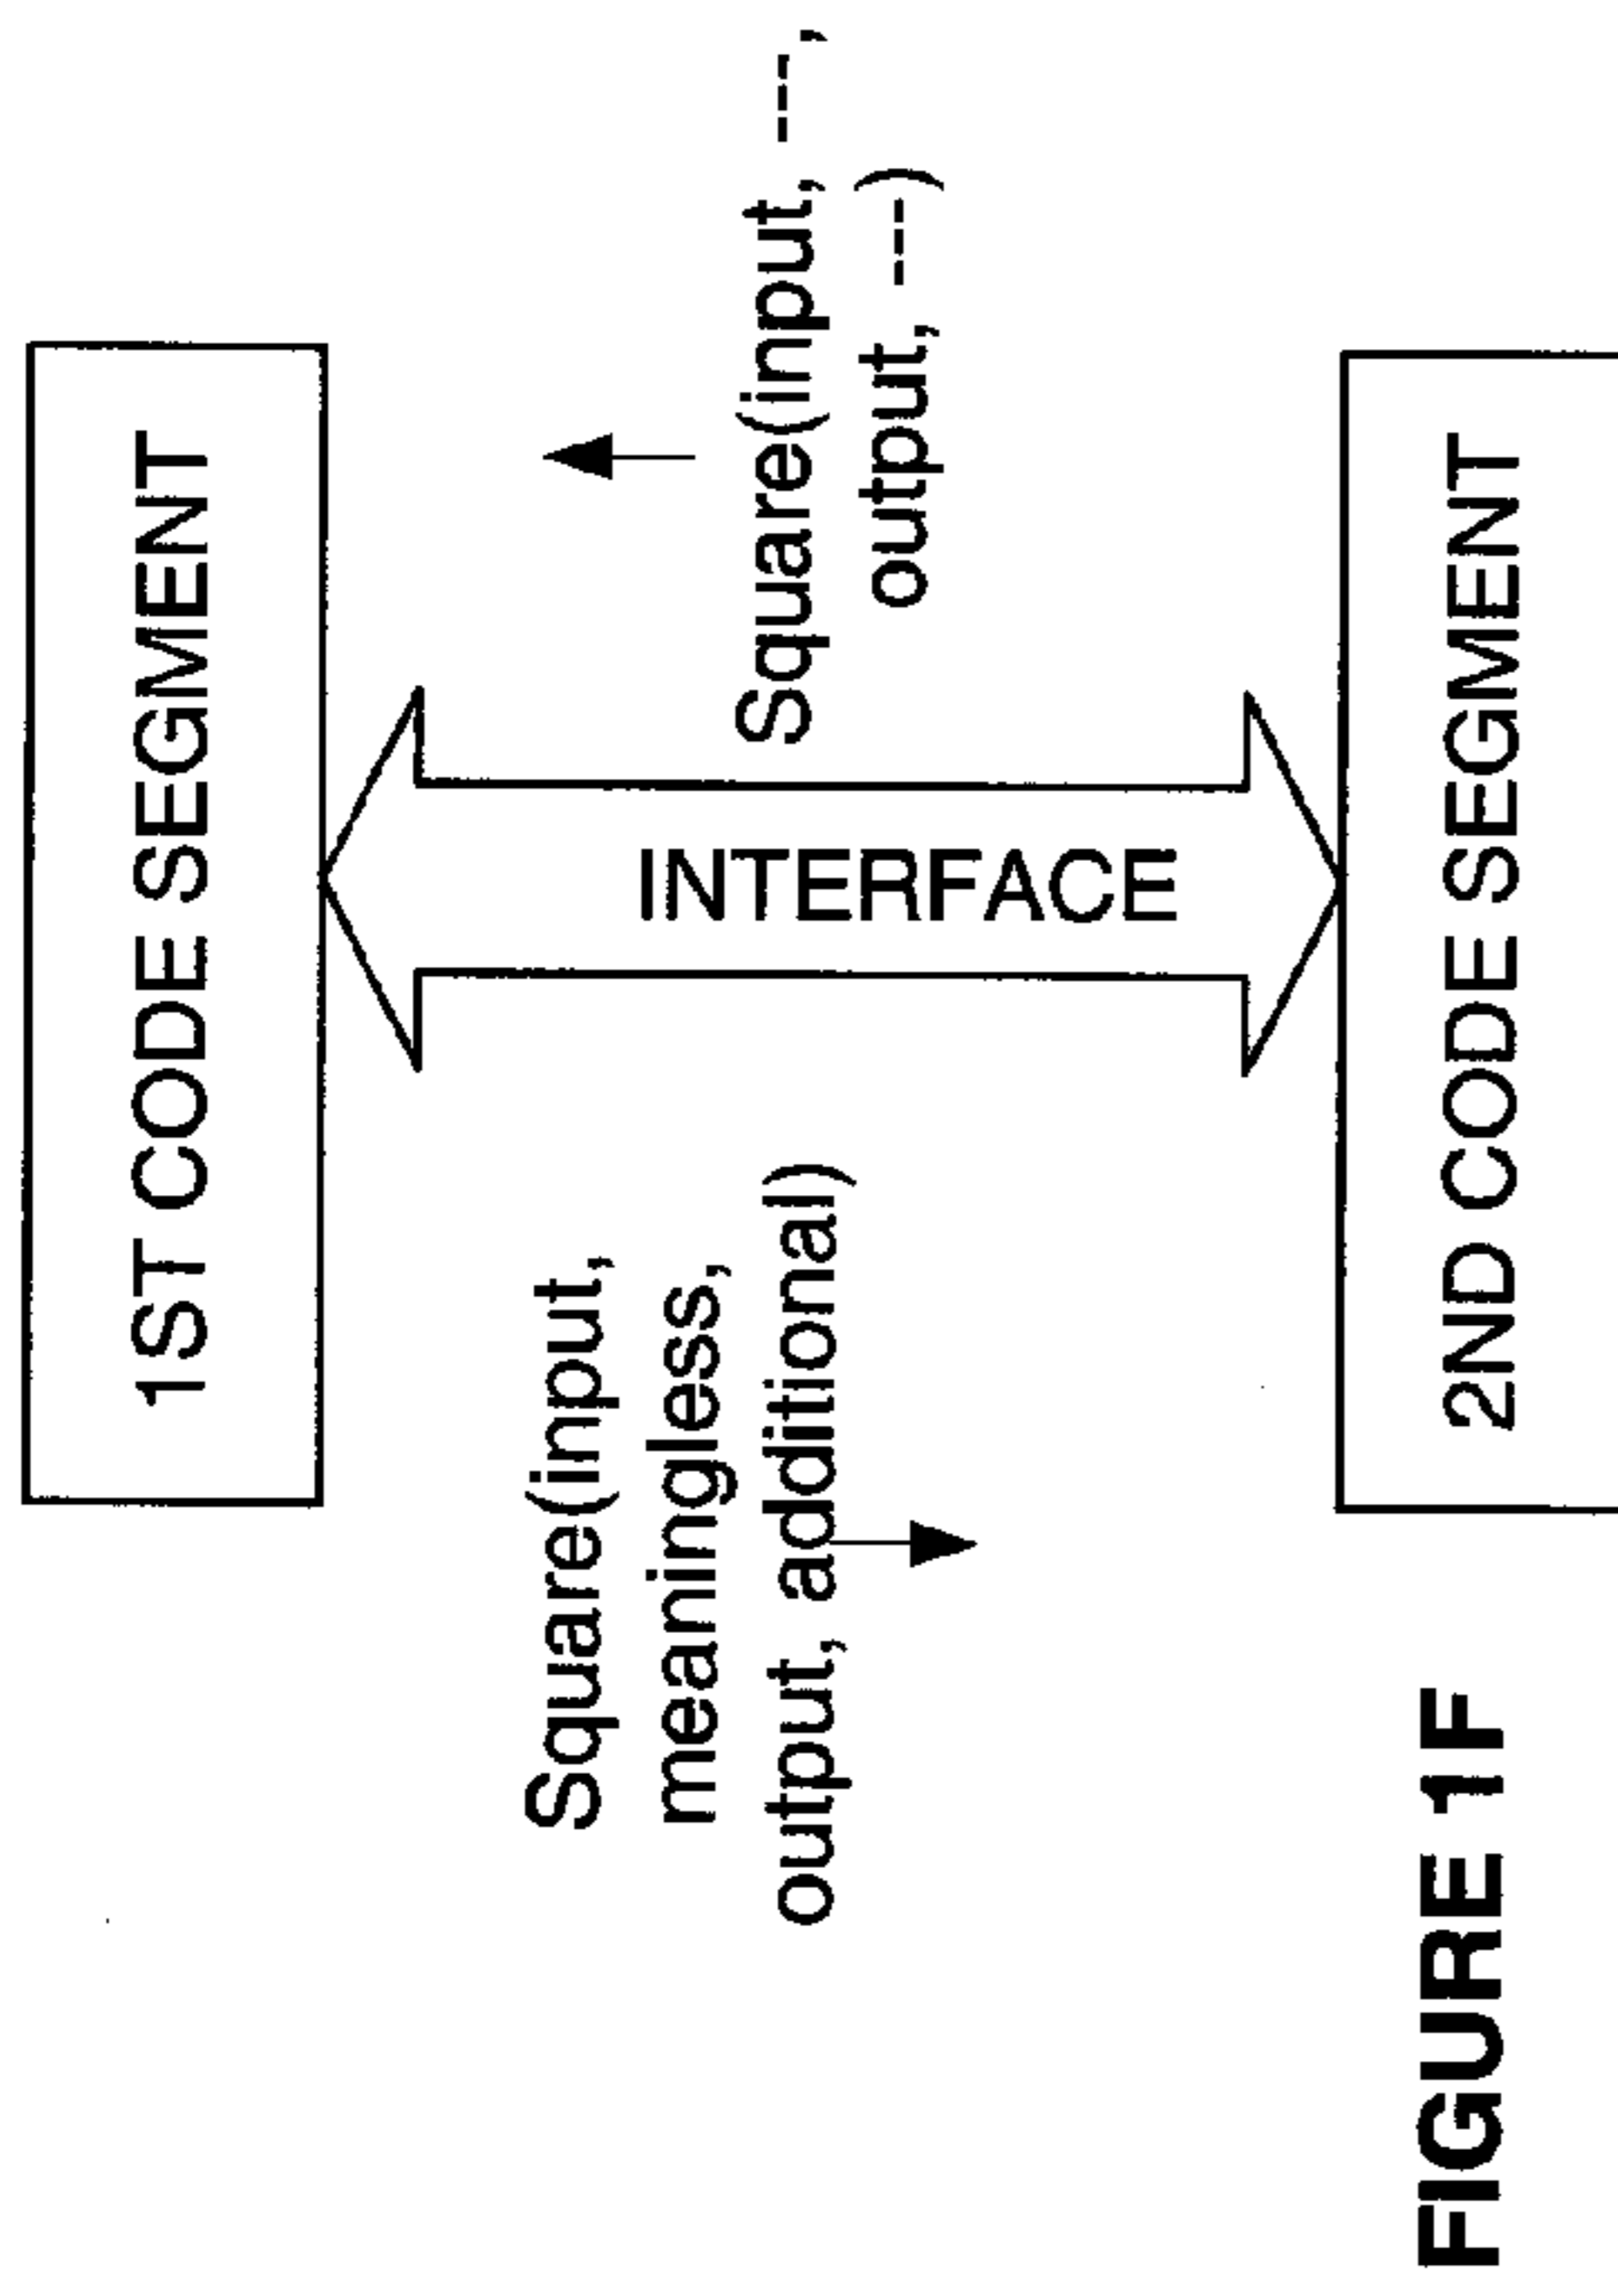 1ST CODE SEGMENT
Square(input,
meaningless,
output, additional)
INTERFACE
Square(input, ---,
output, ---)
2ND CODE SEGMENT
FIGURE 1F